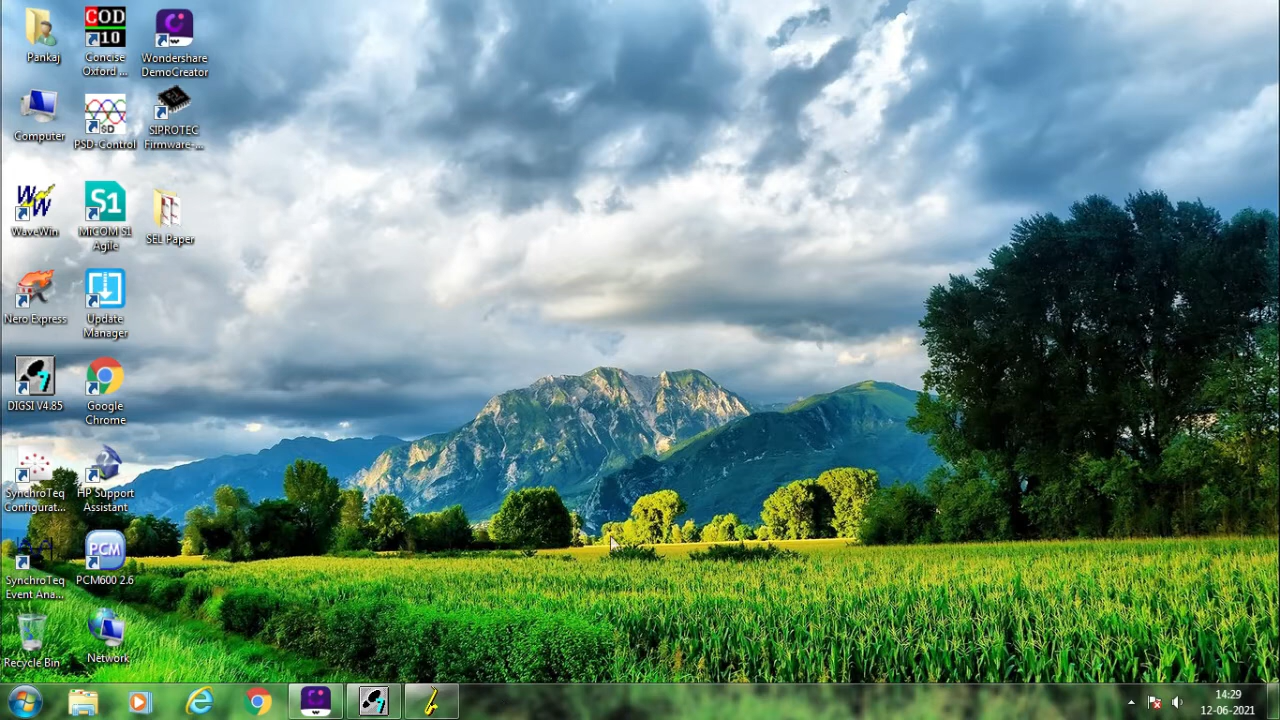 Pankaj
COD
10
Concise
Oxford ...
Wondershare
DemoCreator
Computer
SD
PSD-Control
SIPROTEC
Firmware-...
WW
WaveWin
S1
MiCOM S1
Agile
SEL Paper
Nero Express
Update
Manager
DIGSI V4.85
Google
Chrome
SynchroTeq
Configurat...
HP Support
Assistant
SynchroTeq
Event Ana...
PCM
PCM600 2.6
Recycle Bin
Network
14:29
12-06-2021